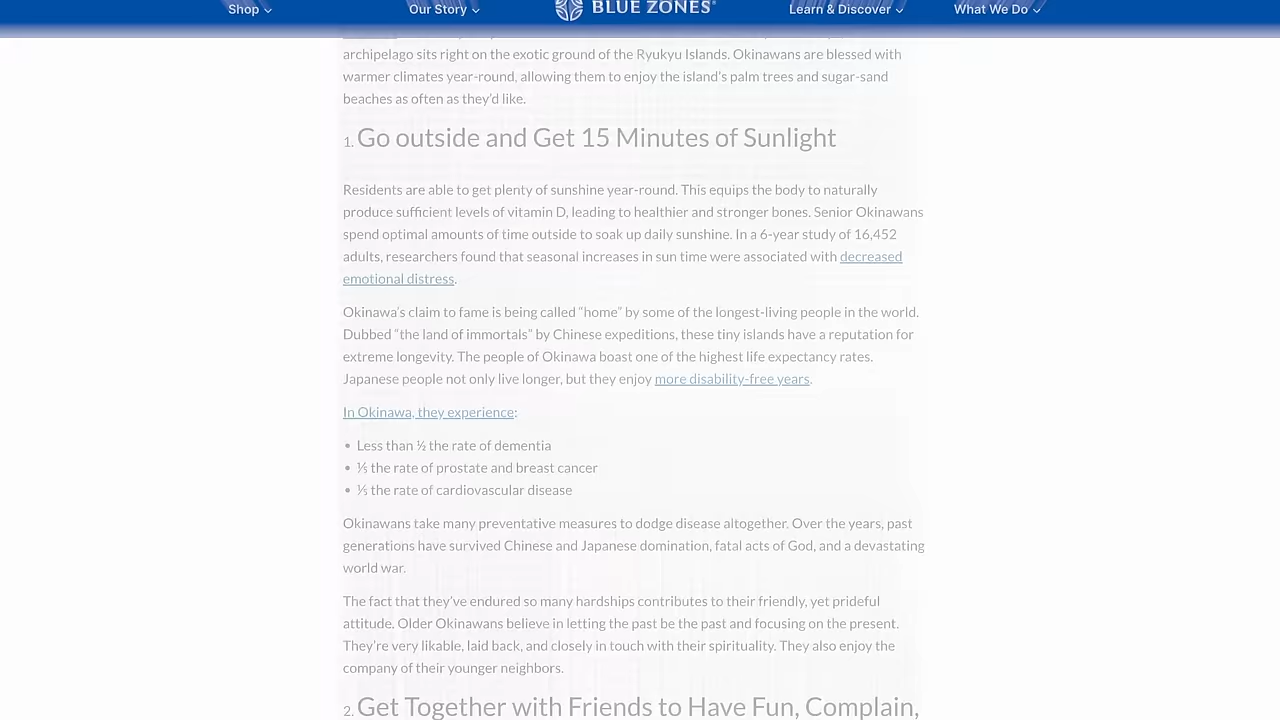 Shop
Our Story
BLUE ZONES®
Learn & Discover
What We Do
archipelago sits right on the exotic ground of the Ryukyu Islands. Okinawans are blessed with
warmer climates year-round, allowing them to enjoy the island's palm trees and sugar-sand
beaches as often as they'd like.
1. Go outside and Get 15 Minutes of Sunlight
Residents are able to get plenty of sunshine year-round. This equips the body to naturally
produce sufficient levels of vitamin D, leading to healthier and stronger bones. Senior Okinawans
spend optimal amounts of time outside to soak up daily sunshine. In a 6-year study of 16,452
adults, researchers found that seasonal increases in sun time were associated with decreased
emotional distress.
Okinawa's claim to fame is being called "home" by some of the longest-living people in the world.
Dubbed "the land of immortals" by Chinese expeditions, these tiny islands have a reputation for
extreme longevity. The people of Okinawa boast one of the highest life expectancy rates.
Japanese people not only live longer, but they enjoy more disability-free years.
In Okinawa, they experience:
• Less than ½ the rate of dementia
• ⅕ the rate of prostate and breast cancer
• ⅕ the rate of cardiovascular disease
Okinawans take many preventative measures to dodge disease altogether. Over the years, past
generations have survived Chinese and Japanese domination, fatal acts of God, and a devastating
world war.
The fact that they've endured so many hardships contributes to their friendly, yet prideful
attitude. Older Okinawans believe in letting the past be the past and focusing on the present.
They're very likable, laid back, and closely in touch with their spirituality. They also enjoy the
company of their younger neighbors.
2. Get Together with Friends to Have Fun, Complain,